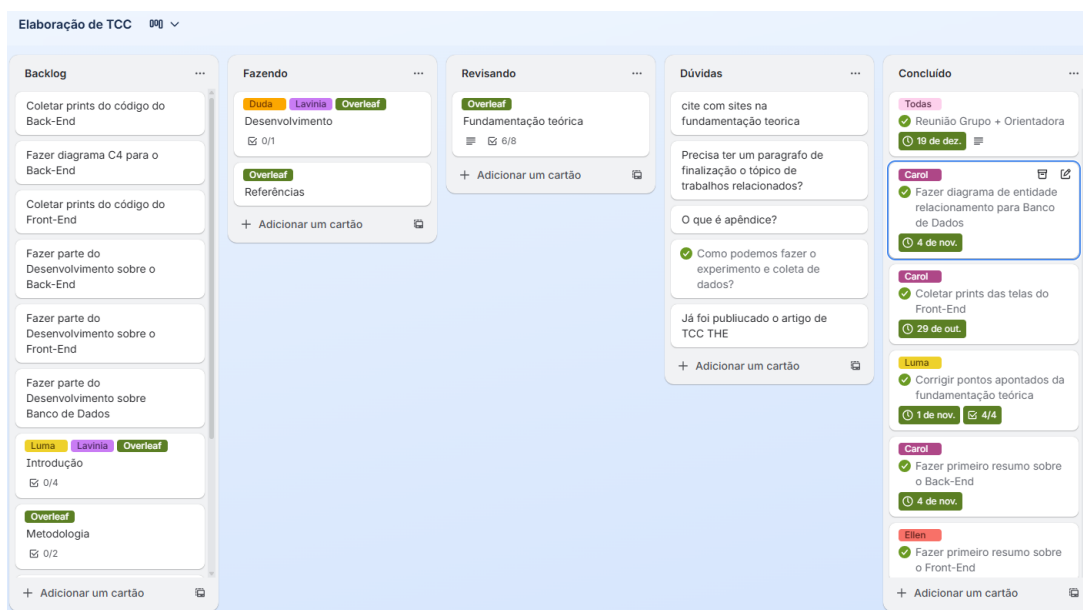 Elaboração de TCC
Backlog
Coletar prints do código do
Back-End
Fazer diagrama C4 para o
Back-End
Coletar prints do código do
Front-End
Fazer parte do
Desenvolvimento sobre o
Back-End
Fazer parte do
Desenvolvimento sobre o
Front-End
Fazer parte do
Desenvolvimento sobre
Banco de Dados
Luma Lavinia Overleaf
Introdução
0/4
Overleaf
Metodologia
0/2
+ Adicionar um cartão
Fazendo
Duda Lavinia Overleaf
Desenvolvimento
0/1
Overleaf
Referências
+ Adicionar um cartão
Revisando
Overleaf
Fundamentação teórica
6/8
+ Adicionar um cartão
Dúvidas
cite com sites na
fundamentação teorica
Precisa ter um paragrafo de
finalização o tópico de
trabalhos relacionados?
O que é apêndice?
Como podemos fazer o
experimento e coleta de
dados?
Já foi publiucado o artigo de
TCC THE
+ Adicionar um cartão
Concluído
Todas
Reunião Grupo + Orientadora
19 de dez.
Carol
Fazer diagrama de entidade
relacionamento para Banco
de Dados
4 de nov.
Carol
Coletar prints das telas do
Front-End
29 de out.
Luma
Corrigir pontos apontados da
fundamentação teórica
1 de nov. 4/4
Carol
Fazer primeiro resumo sobre
o Back-End
4 de nov.
Ellen
Fazer primeiro resumo sobre
o Front-End
+ Adicionar um cartão